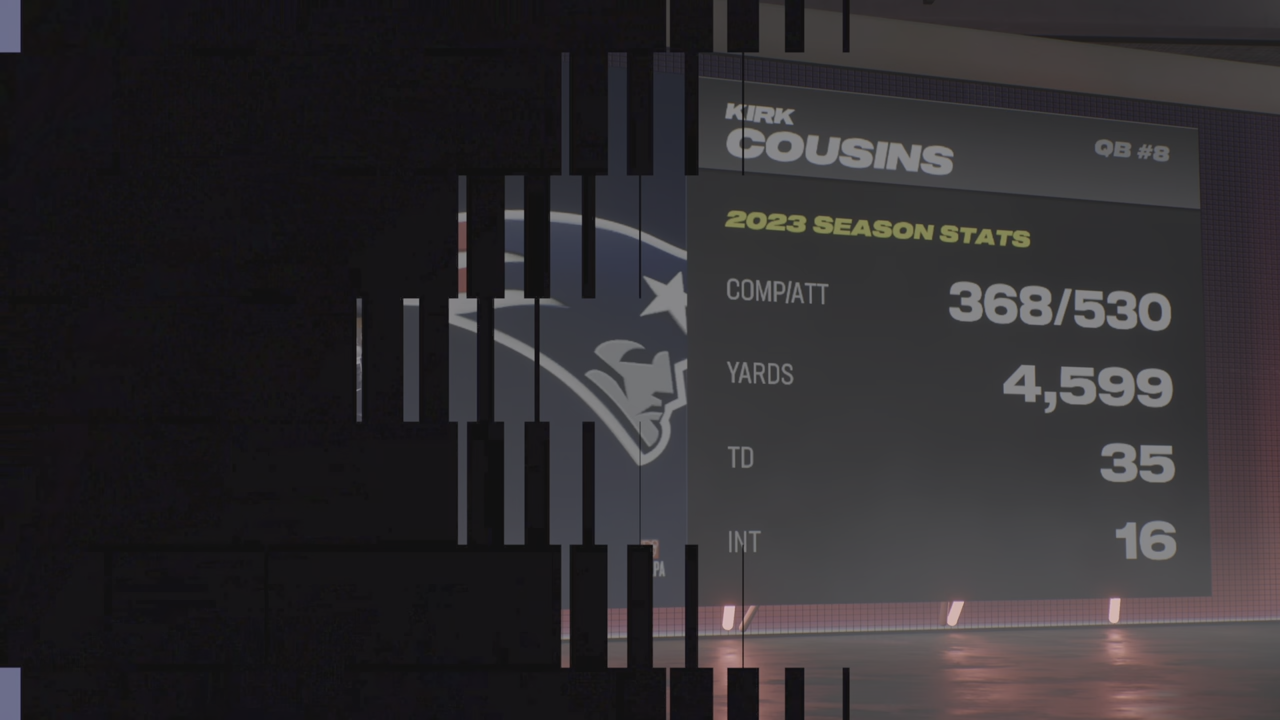 KIRK
COUSINS
QB #8
2023 SEASON STATS
COMP/ATT 368/530
YARDS 4,599
TD 35
INT 16